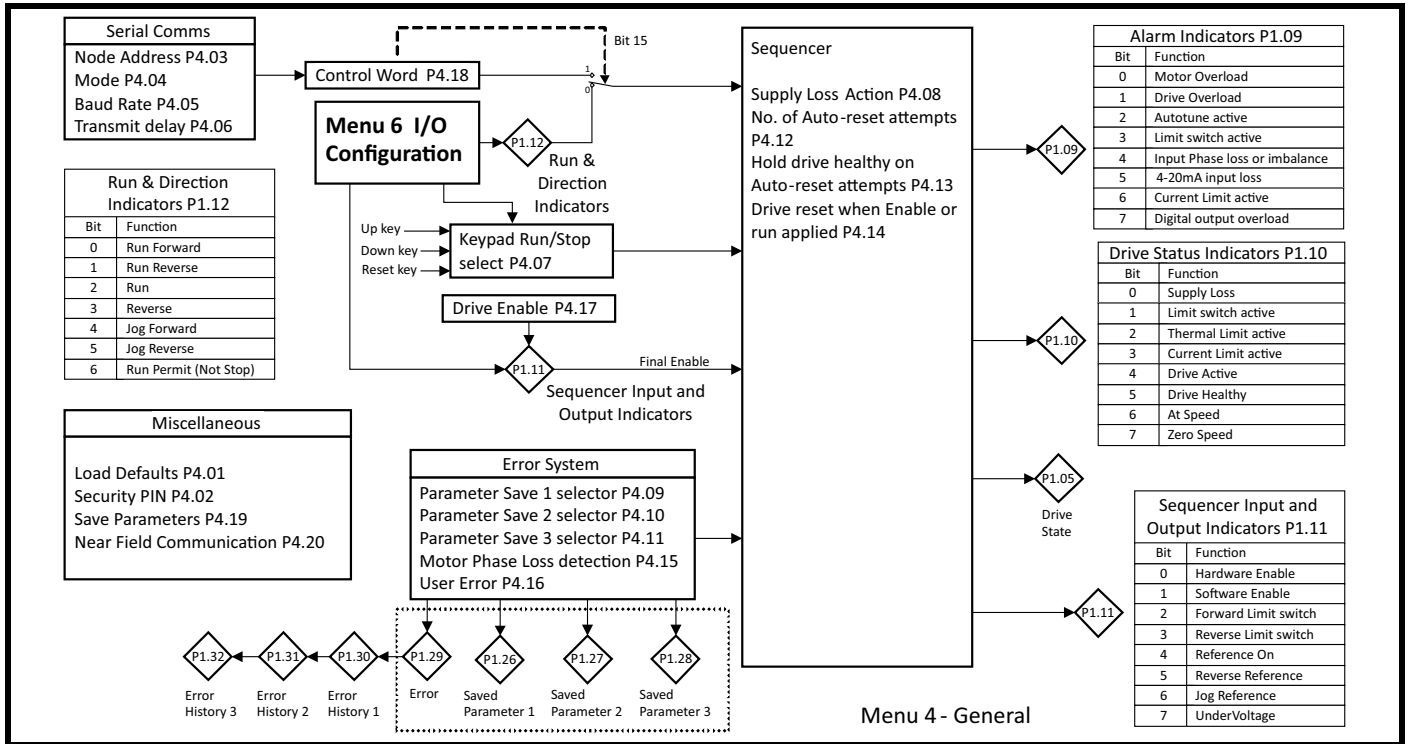 Serial Comms
Node Address P4.03
Mode P4.04
Baud Rate P4.05
Transmit delay P4.06
Control Word P4.18
Bit 15
1
0
Menu 6 I/O
Configuration
P1.12
Run &
Direction
Indicators
Run & Direction
Indicators P1.12
Bit Function
0 Run Forward
1 Run Reverse
2 Run
3 Reverse
4 Jog Forward
5 Jog Reverse
6 Run Permit (Not Stop)
Up key
Down key
Reset key
Keypad Run/Stop
select P4.07
Drive Enable P4.17
P1.11
Final Enable
Sequencer Input and
Output Indicators
Sequencer
Supply Loss Action P4.08
No. of Auto-reset attempts
P4.12
Hold drive healthy on
Auto-reset attempts P4.13
Drive reset when Enable or
run applied P4.14
Miscellaneous
Load Defaults P4.01
Security PIN P4.02
Save Parameters P4.19
Near Field Communication P4.20
Error System
Parameter Save 1 selector P4.09
Parameter Save 2 selector P4.10
Parameter Save 3 selector P4.11
Motor Phase Loss detection P4.15
User Error P4.16
P1.32
P1.31
P1.30
P1.29
P1.26
P1.27
P1.28
Error
History 3
Error
History 2
Error
History 1
Error
Saved
Parameter 1
Saved
Parameter 2
Saved
Parameter 3
P1.09
P1.10
P1.05
Drive
State
P1.11
Alarm Indicators P1.09
Bit Function
0 Motor Overload
1 Drive Overload
2 Autotune active
3 Limit switch active
4 Input Phase loss or imbalance
5 4-20mA input loss
6 Current Limit active
7 Digital output overload
Drive Status Indicators P1.10
Bit Function
0 Supply Loss
1 Limit switch active
2 Thermal Limit active
3 Current Limit active
4 Drive Active
5 Drive Healthy
6 At Speed
7 Zero Speed
Sequencer Input and
Output Indicators P1.11
Bit Function
0 Hardware Enable
1 Software Enable
2 Forward Limit switch
3 Reverse Limit switch
4 Reference On
5 Reverse Reference
6 Jog Reference
7 UnderVoltage
Menu 4 - General